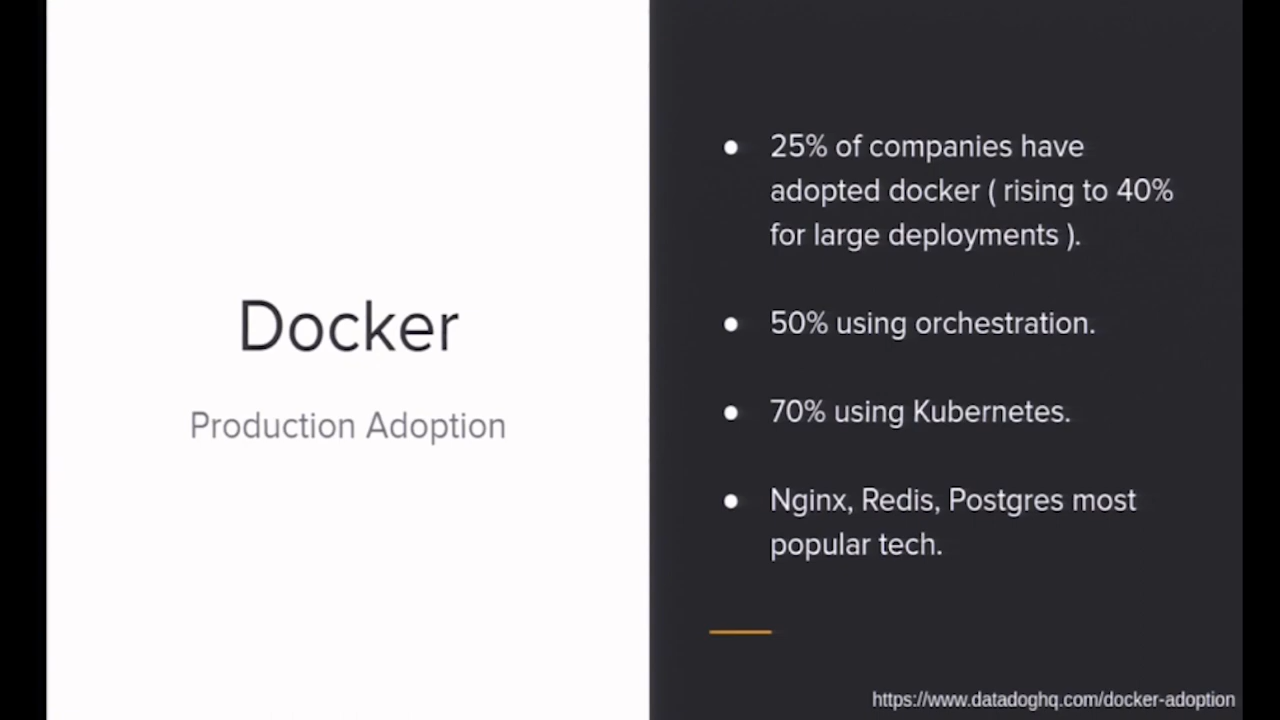 Docker
Production Adoption
● 25% of companies have
adopted docker ( rising to 40%
for large deployments ).
● 50% using orchestration.
● 70% using Kubernetes.
● Nginx, Redis, Postgres most
popular tech.
https://www.datadoghq.com/docker-adoption